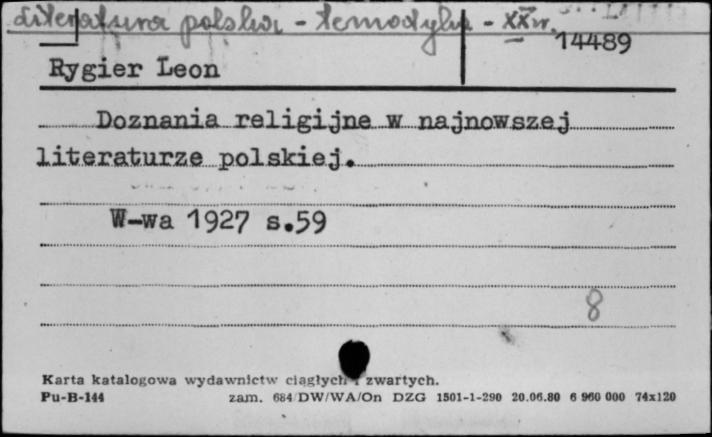 literatura polska - tematyka - XX w.
14489
Rygier Leon
Doznania religijne w najnowszej
literaturze polskiej.
W-wa 1927 s.59
8
Karta katalogowa wydawnictw ciągłych i zwartych.
Pu-B-144 zam. 684/DW/WA/On DZG 1501-1-290 20.06.80 6 960 000 74x120